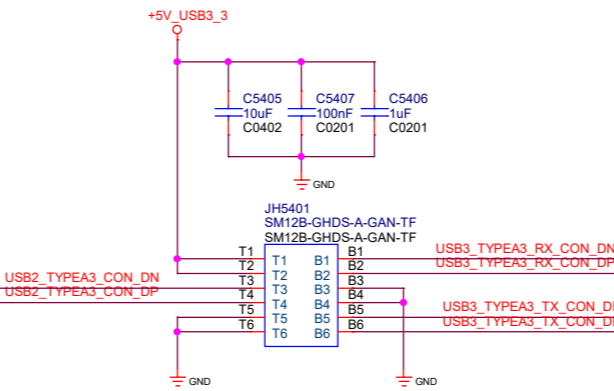 +5V_USB3_3
C5405
10uF
C0402
C5407
100nF
C0201
C5406
1uF
C0201
GND
JH5401
SM12B-GHDS-A-GAN-TF
SM12B-GHDS-A-GAN-TF
T1 T1 B1 B1 USB3_TYPEA3_RX_CON_DN
T2 T2 B2 B2 USB3_TYPEA3_RX_CON_DP
USB2_TYPEA3_CON_DN T3 T3 B3 B3
USB2_TYPEA3_CON_DP T4 T4 B4 B4
T5 T5 B5 B5
T6 T6 B6 B6
GND
GND